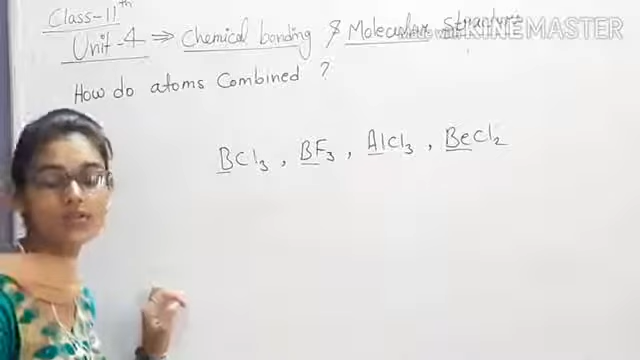 Class-11th
Unit-4 ⇒ Chemical bonding & Molecular structure
KINEMASTER
How do atoms Combined ?
BCl3 , BF3 , AlCl3 , BeCl2